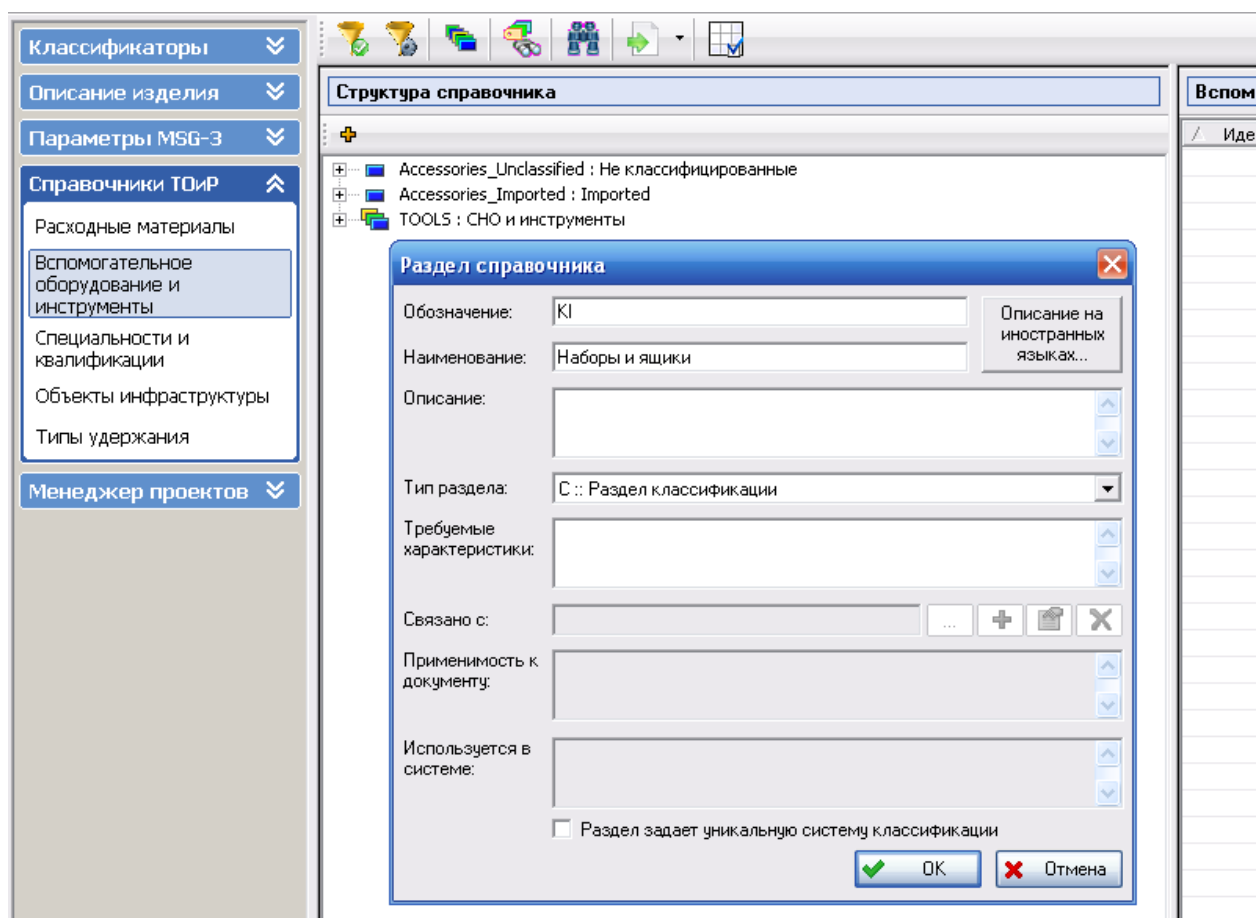 Классификаторы
Описание изделия
Параметры MSG-3
Справочники ТОиР
Расходные материалы
Вспомогательное
оборудование и
инструменты
Специальности и
квалификации
Объекты инфраструктуры
Типы удержания
Менеджер проектов
Структура справочника
Accessories_Unclassified : Не классифицированные
Accessories_Imported : Imported
TOOLS : СНО и инструменты
Раздел справочника
Обозначение:
KI
Наименование:
Наборы и ящики
Описание на
иностранных
языках...
Описание:
Тип раздела:
C :: Раздел классификации
Требуемые
характеристики:
Связано с:
...
Применимость к
документу:
Используется в
системе:
Раздел задает уникальную систему классификации
OK
Отмена
Вспом
Иде